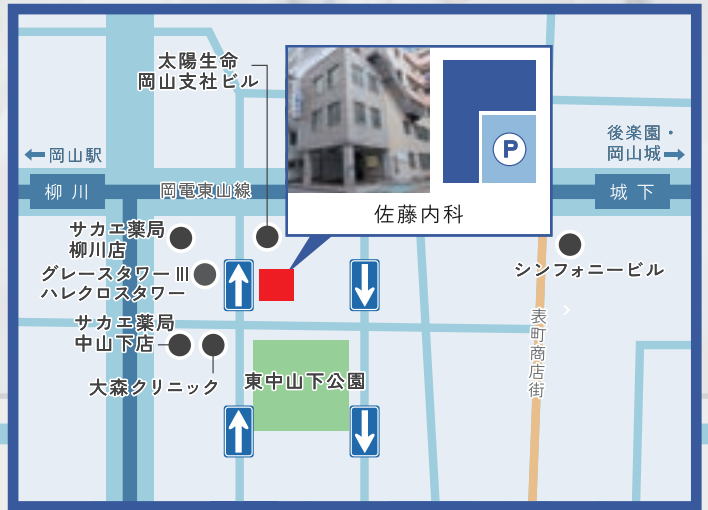 太陽生命
岡山支社ビル
P
後楽園・
岡山城
岡山駅
柳川
岡電東山線
佐藤内科
城下
サカエ薬局
柳川店
グレースタワーⅢ
ハレクロスタワー
シンフォニービル
サカエ薬局
中山下店
表町商店街
大森クリニック
東中山下公園